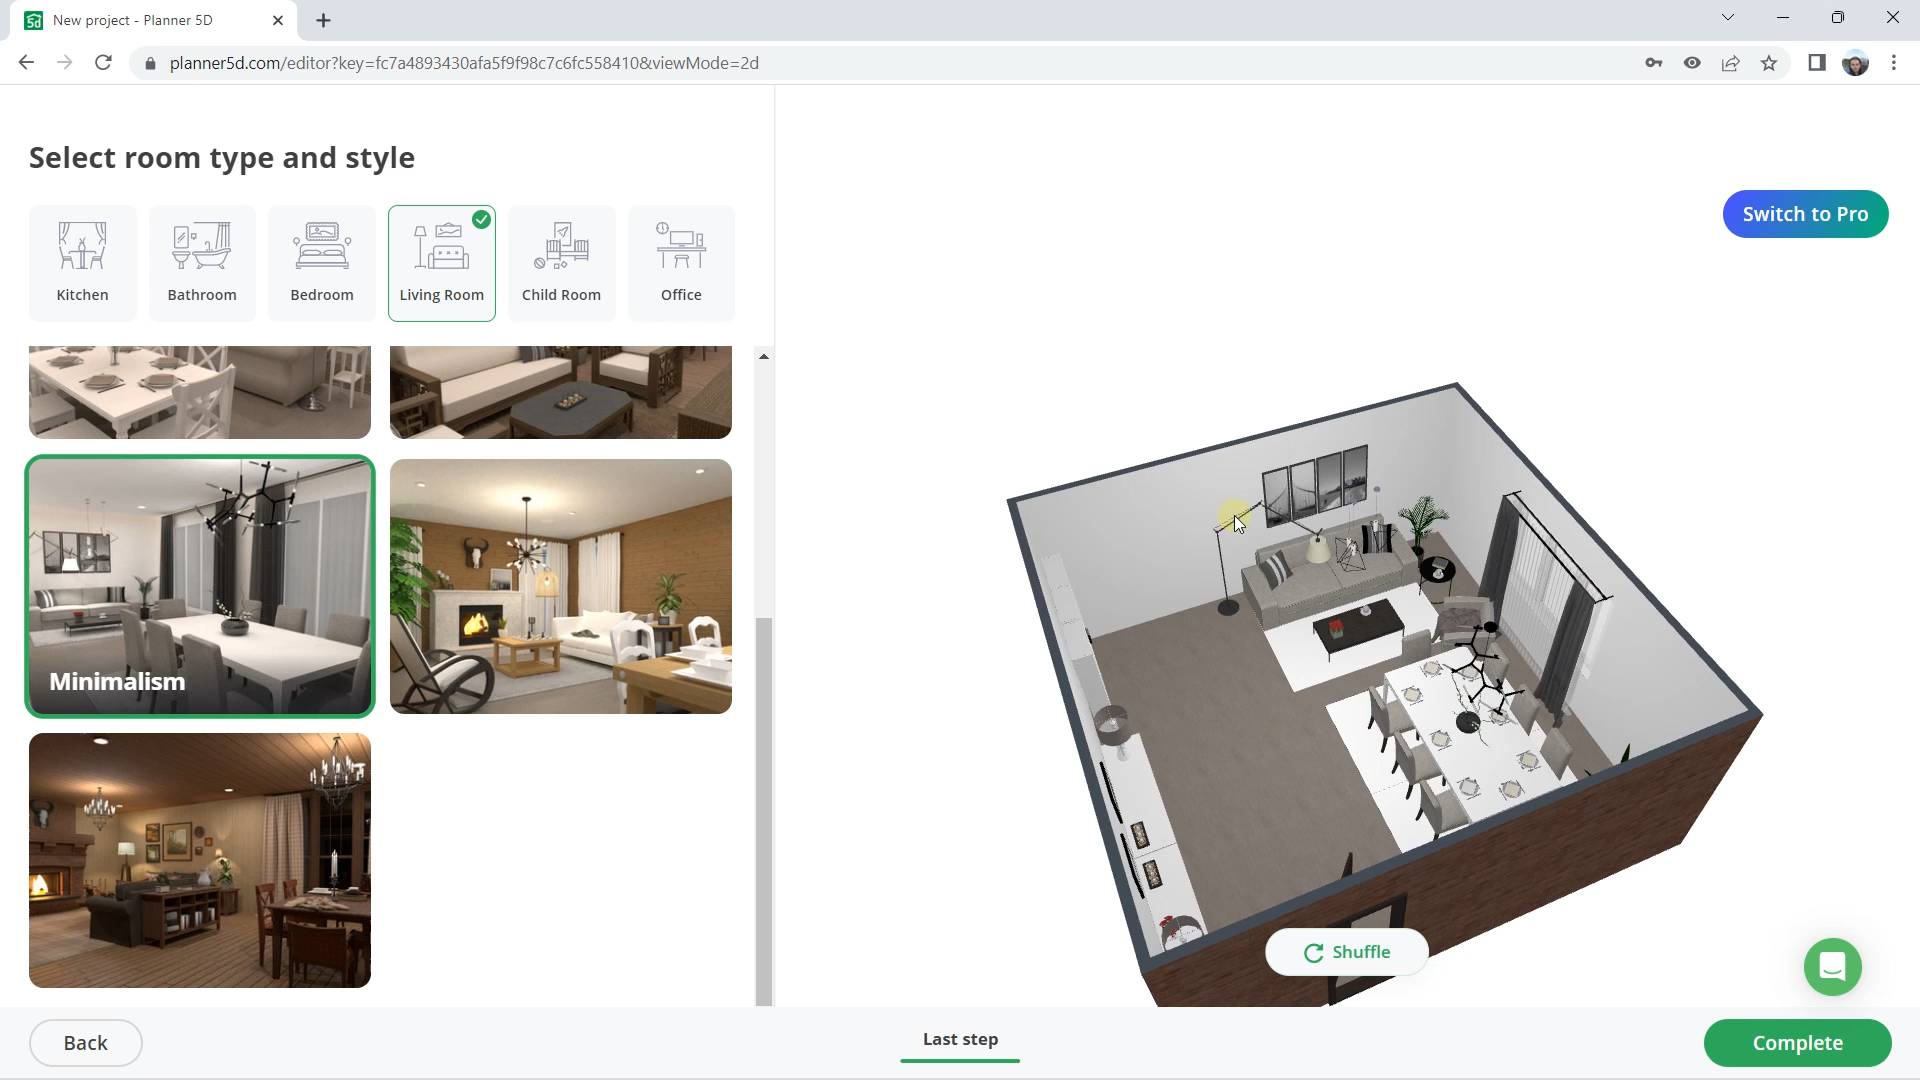 New project - Planner 5D
planner5d.com/editor?key=fc7a4893430afa5f9f98c7c6fc558410&viewMode=2d
Select room type and style
Switch to Pro
Kitchen
Bathroom
Bedroom
Living Room
Child Room
Office
Minimalism
Shuffle
Back
Last step
Complete